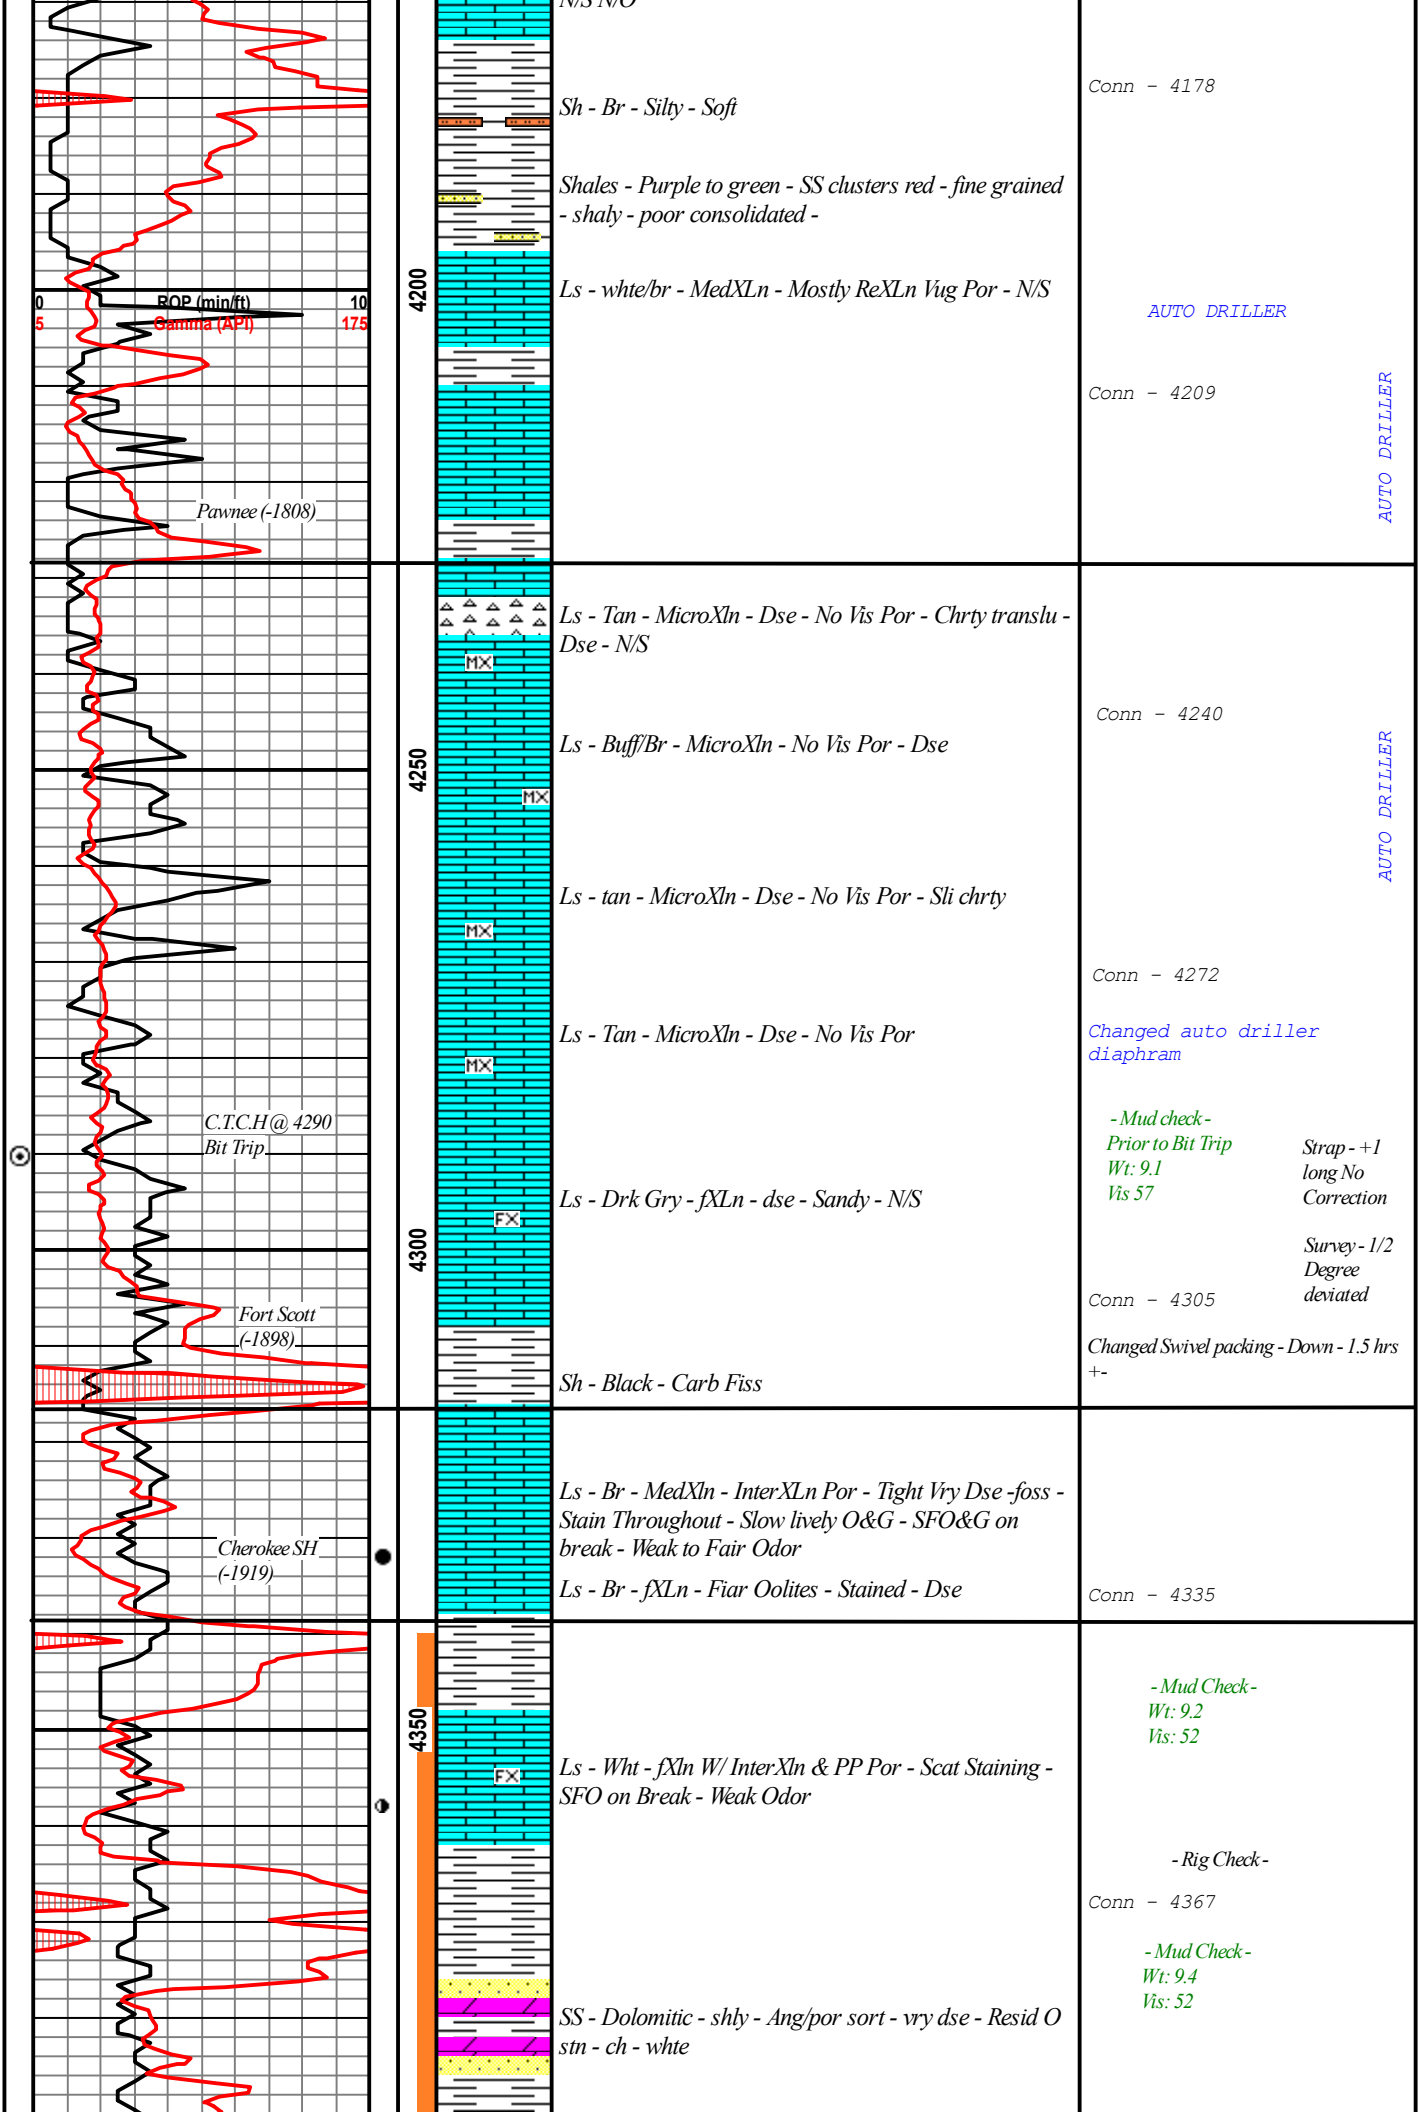 N/S N/O
Conn - 4178
Sh - Br - Silty - Soft
Shales - Purple to green - SS clusters red - fine grained
- shaly - poor consolidated -
4200
Ls - whte/br - MedXLn - Mostly ReXLn Vug Por - N/S
0 ROP (min/ft) 10
5 Gamma (API) 175
AUTO DRILLER
Conn - 4209
AUTO DRILLER
Pawnee (-1808)
Ls - Tan - MicroXln - Dse - No Vis Por - Chrty translu -
Dse - N/S
MX
Conn - 4240
Ls - Buff/Br - MicroXln - No Vis Por - Dse
4250
AUTO DRILLER
MX
Ls - tan - MicroXln - Dse - No Vis Por - Sli chrty
MX
Conn - 4272
Ls - Tan - MicroXln - Dse - No Vis Por
Changed auto driller
diaphram
MX
C.T.C.H @ 4290
Bit Trip
- Mud check -
Prior to Bit Trip
Wt: 9.1
Vis 57
Strap - +1
long No
Correction
Ls - Drk Gry - fXLn - dse - Sandy - N/S
FX
4300
Survey - 1/2
Degree
deviated
Conn - 4305
Fort Scott
(-1898)
Changed Swivel packing - Down - 1.5 hrs
+-
Sh - Black - Carb Fiss
Ls - Br - MedXln - InterXLn Por - Tight Vry Dse -foss -
Stain Throughout - Slow lively O&G - SFO&G on
break - Weak to Fair Odor
Cherokee SH
(-1919)
Ls - Br - fXLn - Fiar Oolites - Stained - Dse
Conn - 4335
- Mud Check -
Wt: 9.2
Vis: 52
4350
Ls - Wht - fXln W/ InterXln & PP Por - Scat Staining -
SFO on Break - Weak Odor
FX
- Rig Check -
Conn - 4367
- Mud Check -
Wt: 9.4
Vis: 52
SS - Dolomitic - shly - Ang/por sort - vry dse - Resid O
stn - ch - whte